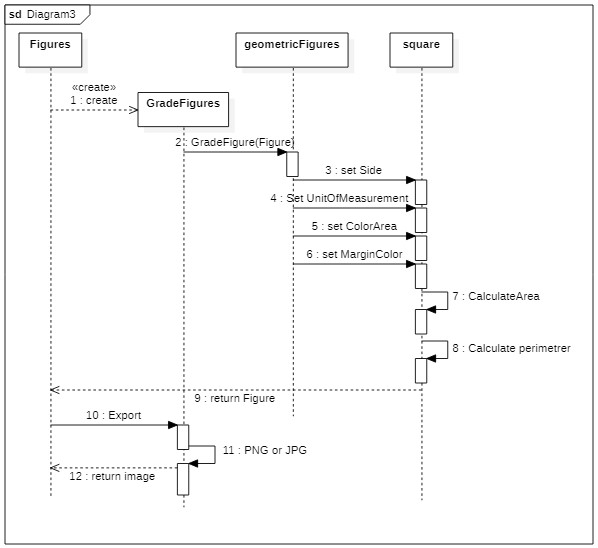 sd Diagram3
Figures
geometricFigures
square
«create»
1 : create
GradeFigures
2 : GradeFigure(Figure)
3 : set Side
4 : Set UnitOfMeasurement
5 : set ColorArea
6 : set MarginColor
7 : CalculateArea
8 : Calculate perimetrer
9 : return Figure
10 : Export
11 : PNG or JPG
12 : return image